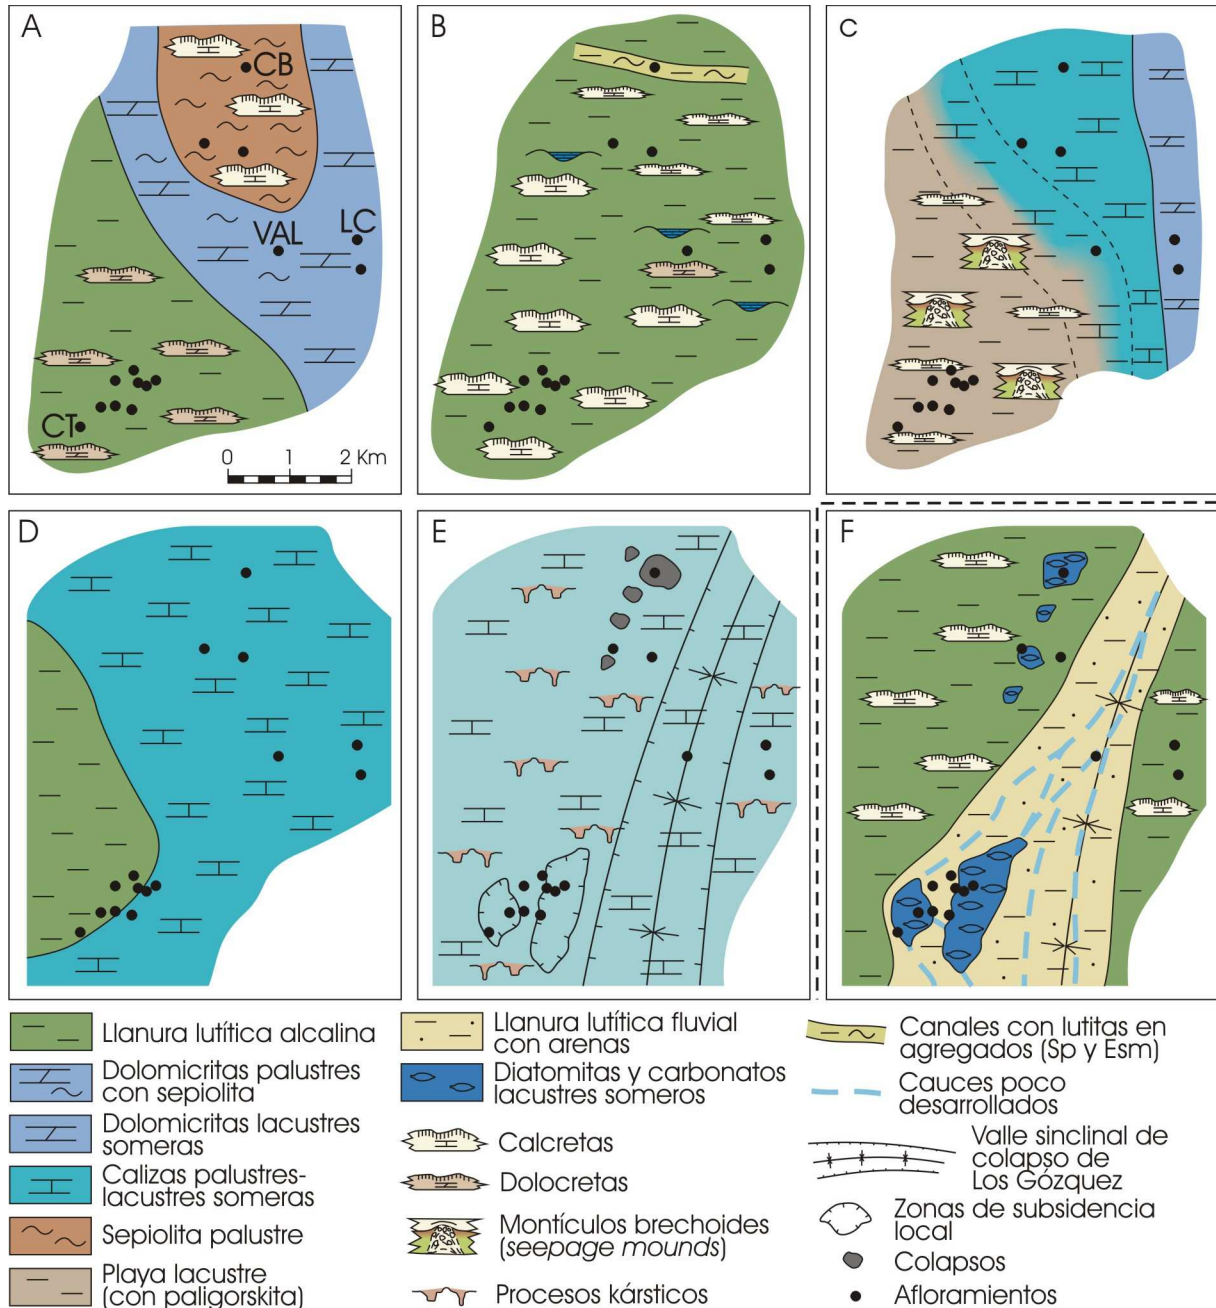 A
CB
VAL
LC
CT
0 1 2 Km
B
C
D
E
F
Llanura lutítica alcalina
Dolomicritas palustres
con sepiolita
Dolomicritas lacustres
someras
Calizas palustres-
lacustres someras
Sepiolita palustre
Playa lacustre
(con paligorskita)
Llanura lutítica fluvial
con arenas
Diatomitas y carbonatos
lacustres someros
Calcretas
Dolocretas
Montículos brechoides
(seepage mounds)
Procesos kársticos
Canales con lutitas en
agregados (Sp y Esm)
Cauces poco
desarrollados
Valle sinclinal de
colapso de
Los Gózquez
Zonas de subsidencia
local
Colapsos
Afloramientos